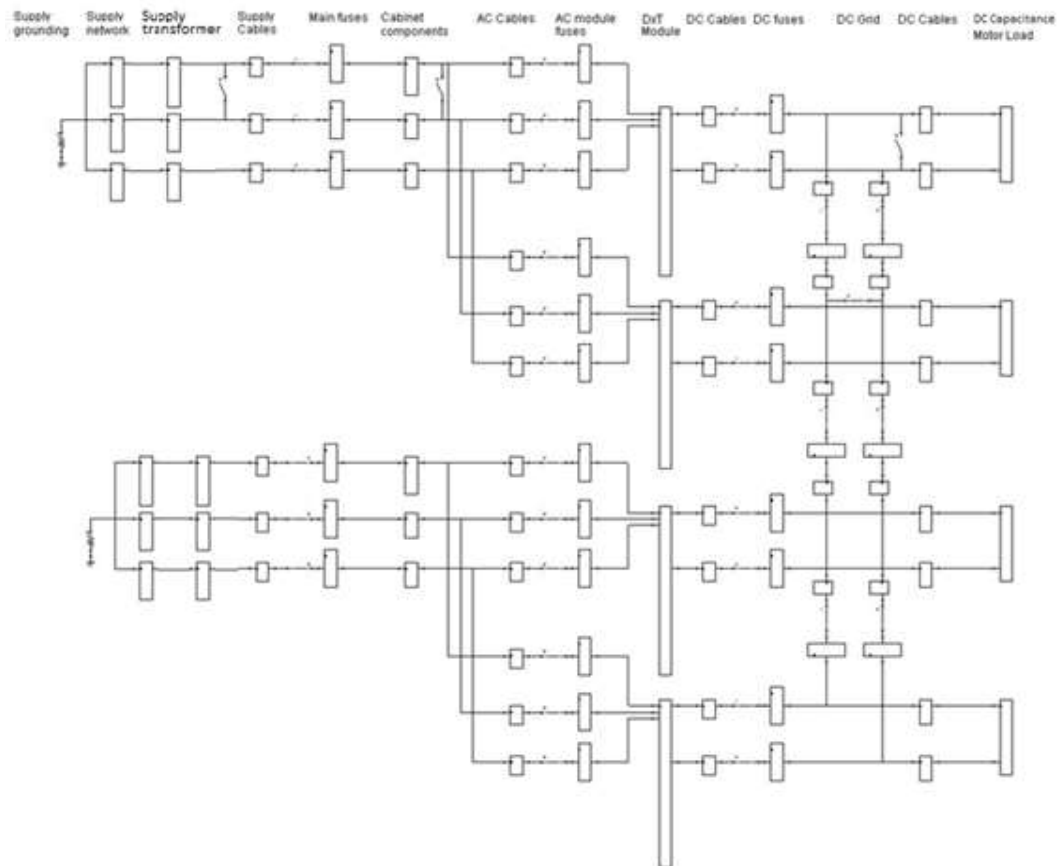 Supply grounding
Supply network
Supply transformer
Supply Cables
Main fuses
Cabinet components
AC Cables
AC module fuses
DxT Module
DC Cables
DC fuses
DC Grid
DC Cables
DC Capacitance
Motor Load